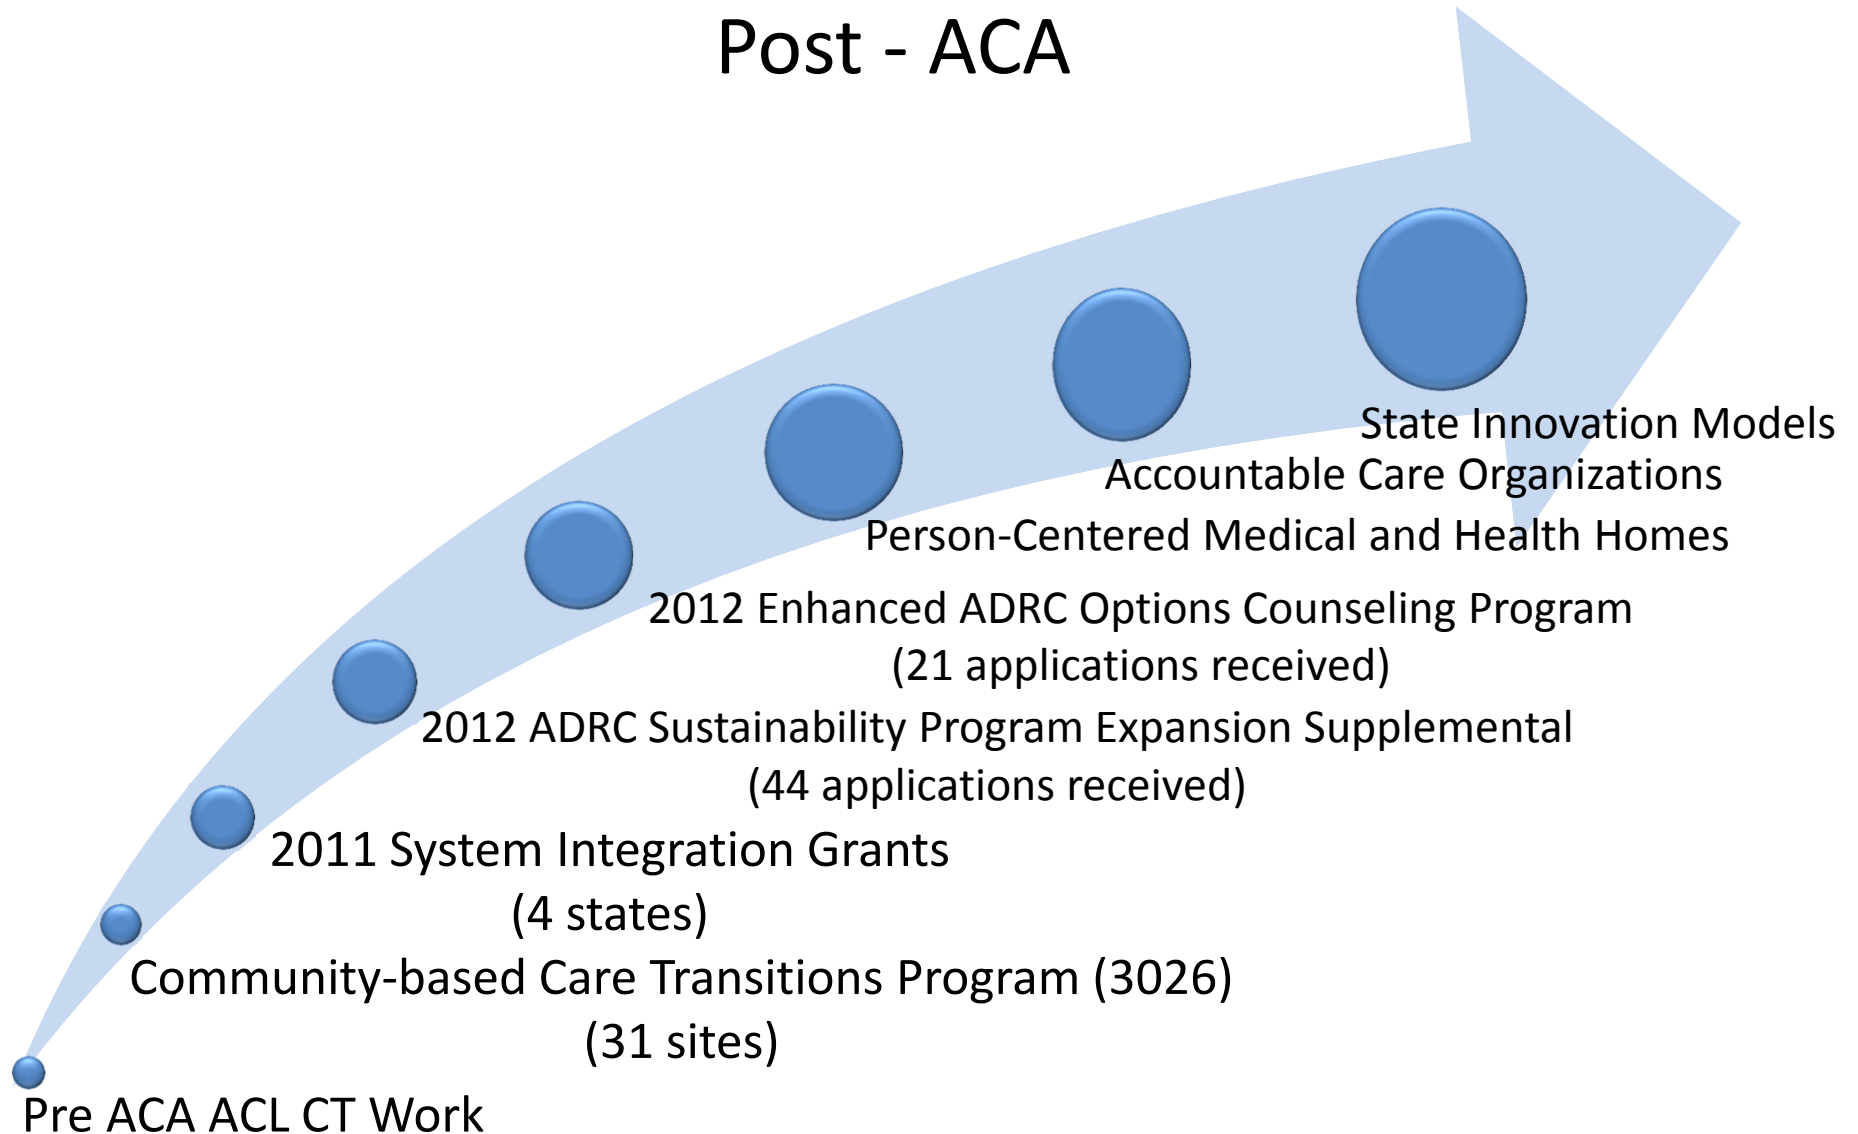 Post - ACA
State Innovation Models
Accountable Care Organizations
Person-Centered Medical and Health Homes
2012 Enhanced ADRC Options Counseling Program
(21 applications received)
2012 ADRC Sustainability Program Expansion Supplemental
(44 applications received)
2011 System Integration Grants
(4 states)
Community-based Care Transitions Program (3026)
(31 sites)
Pre ACA ACL CT Work